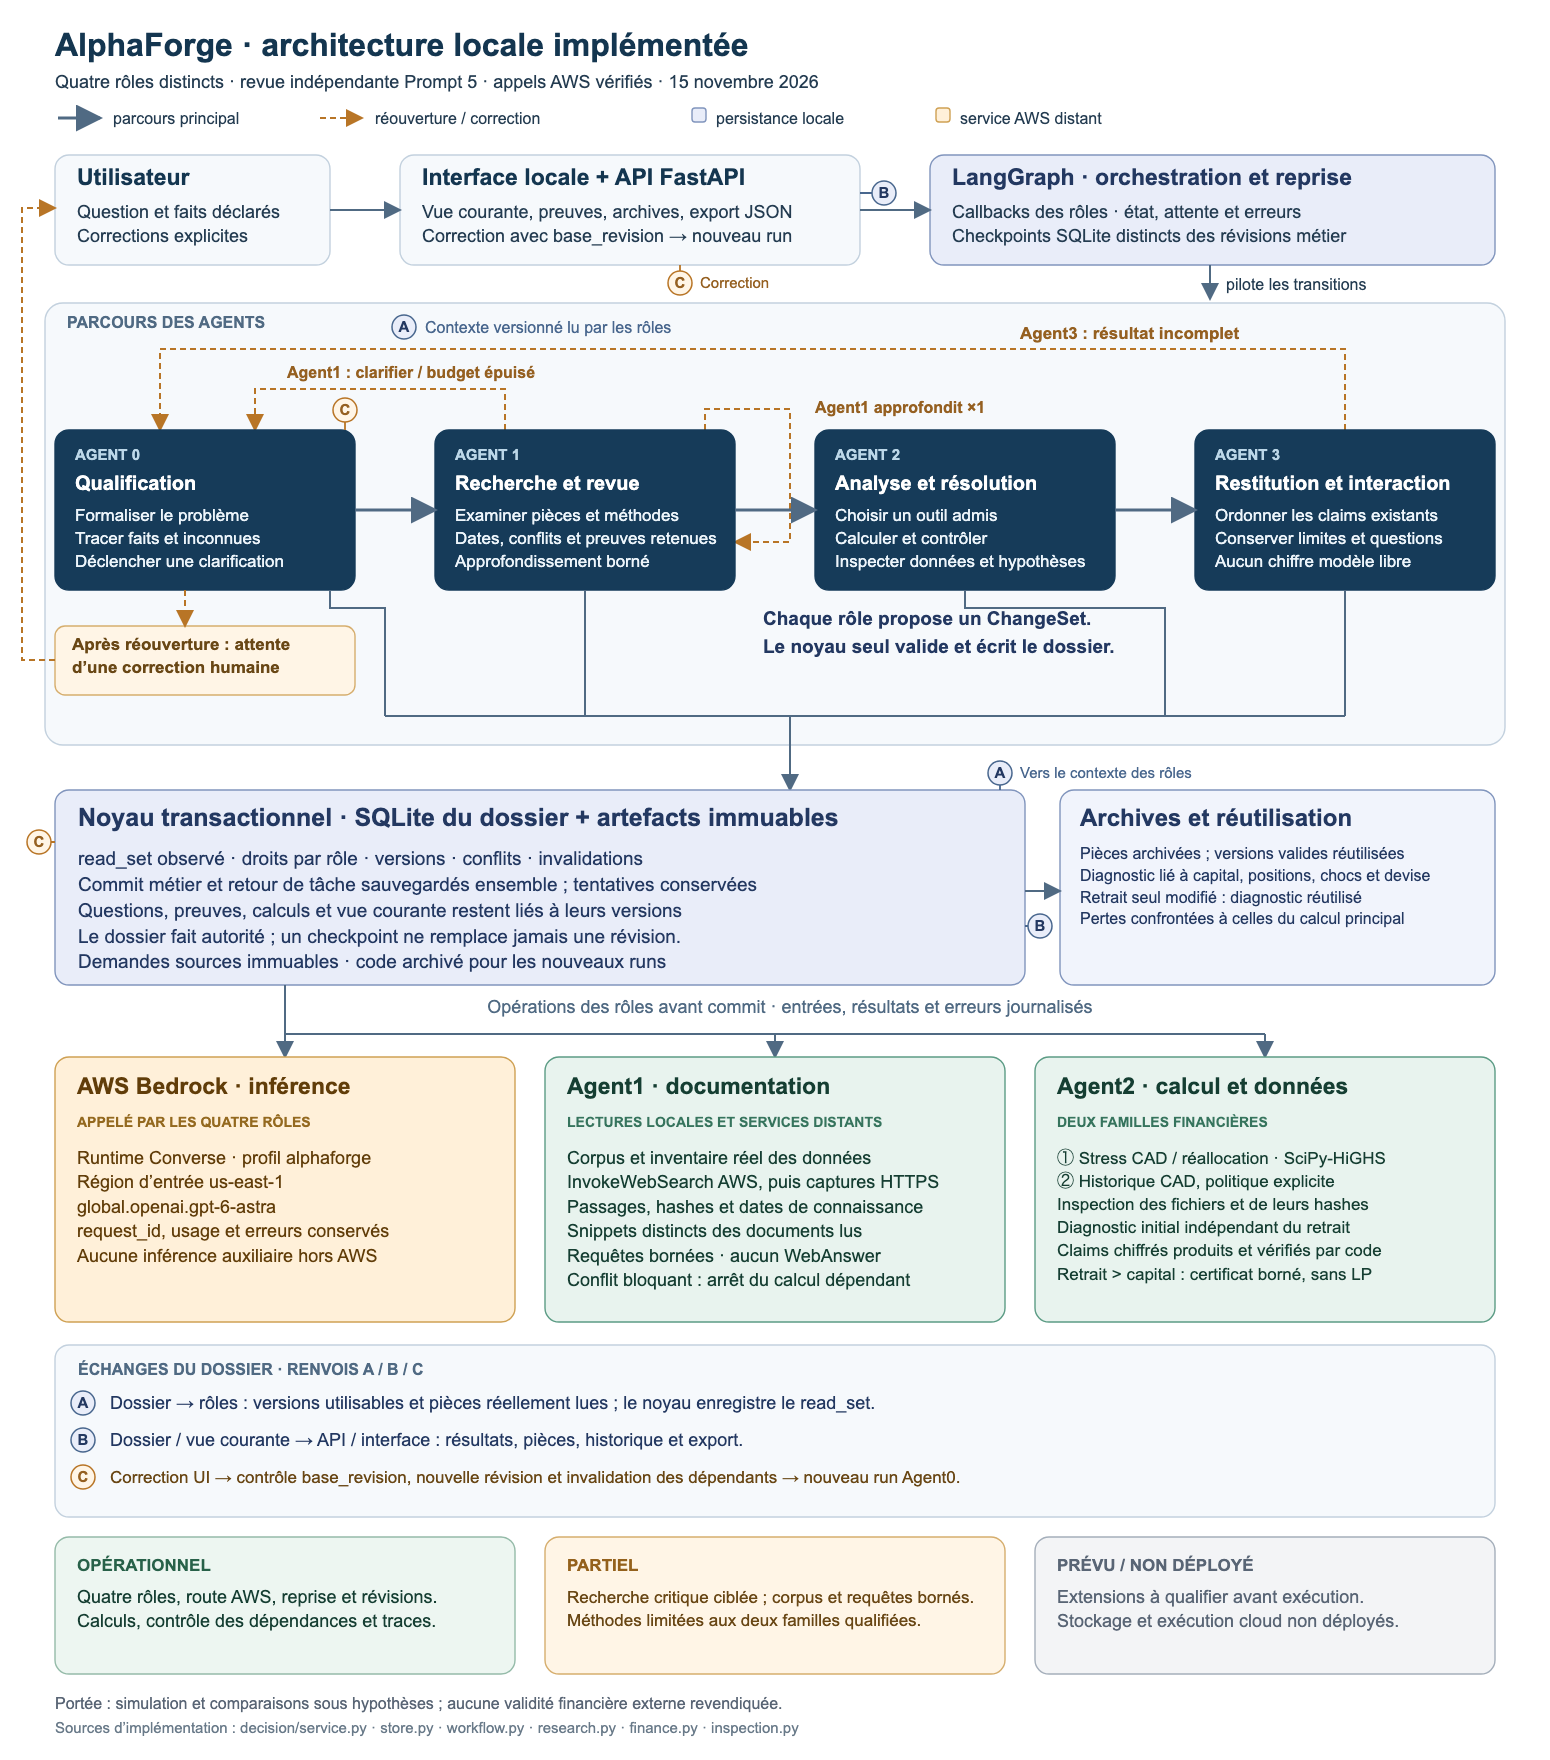 AlphaForge · architecture locale implémentée
Quatre rôles distincts · revue indépendante Prompt 5 · appels AWS vérifiés · 15 novembre 2026
parcours principal
réouverture / correction
persistance locale
service AWS distant
Utilisateur
Question et faits déclarés
Corrections explicites
Interface locale + API FastAPI
Vue courante, preuves, archives, export JSON
Correction avec base_revision → nouveau run
B
LangGraph · orchestration et reprise
Callbacks des rôles · état, attente et erreurs
Checkpoints SQLite distincts des révisions métier
C Correction
pilote les transitions
PARCOURS DES AGENTS
A Contexte versionné lu par les rôles
Agent3 : résultat incomplet
Agent1 : clarifier / budget épuisé
C
Agent1 approfondit ×1
AGENT 0
Qualification
Formaliser le problème
Tracer faits et inconnues
Déclencher une clarification
AGENT 1
Recherche et revue
Examiner pièces et méthodes
Dates, conflits et preuves retenues
Approfondissement borné
AGENT 2
Analyse et résolution
Choisir un outil admis
Calculer et contrôler
Inspecter données et hypothèses
AGENT 3
Restitution et interaction
Ordonner les claims existants
Conserver limites et questions
Aucun chiffre modèle libre
Après réouverture : attente
d’une correction humaine
Chaque rôle propose un ChangeSet.
Le noyau seul valide et écrit le dossier.
A Vers le contexte des rôles
C
Noyau transactionnel · SQLite du dossier + artefacts immuables
read_set observé · droits par rôle · versions · conflits · invalidations
Commit métier et retour de tâche sauvegardés ensemble ; tentatives conservées
Questions, preuves, calculs et vue courante restent liés à leurs versions
Le dossier fait autorité ; un checkpoint ne remplace jamais une révision.
Demandes sources immuables · code archivé pour les nouveaux runs
B
Archives et réutilisation
Pièces archivées ; versions valides réutilisées
Diagnostic lié à capital, positions, chocs et devise
Retrait seul modifié : diagnostic réutilisé
Pertes confrontées à celles du calcul principal
Opérations des rôles avant commit · entrées, résultats et erreurs journalisés
AWS Bedrock · inférence
APPELÉ PAR LES QUATRE RÔLES
Runtime Converse · profil alphaforge
Région d’entrée us-east-1
global.openai.gpt-6-astra
request_id, usage et erreurs conservés
Aucune inférence auxiliaire hors AWS
Agent1 · documentation
LECTURES LOCALES ET SERVICES DISTANTS
Corpus et inventaire réel des données
InvokeWebSearch AWS, puis captures HTTPS
Passages, hashes et dates de connaissance
Snippets distincts des documents lus
Requêtes bornées · aucun WebAnswer
Conflit bloquant : arrêt du calcul dépendant
Agent2 · calcul et données
DEUX FAMILLES FINANCIÈRES
① Stress CAD / réallocation · SciPy-HiGHS
② Historique CAD, politique explicite
Inspection des fichiers et de leurs hashes
Diagnostic initial indépendant du retrait
Claims chiffrés produits et vérifiés par code
Retrait > capital : certificat borné, sans LP
ÉCHANGES DU DOSSIER · RENVOIS A / B / C
A Dossier → rôles : versions utilisables et pièces réellement lues ; le noyau enregistre le read_set.
B Dossier / vue courante → API / interface : résultats, pièces, historique et export.
C Correction UI → contrôle base_revision, nouvelle révision et invalidation des dépendants → nouveau run Agent0.
OPÉRATIONNEL
Quatre rôles, route AWS, reprise et révisions.
Calculs, contrôle des dépendances et traces.
PARTIEL
Recherche critique ciblée ; corpus et requêtes bornés.
Méthodes limitées aux deux familles qualifiées.
PRÉVU / NON DÉPLOYÉ
Extensions à qualifier avant exécution.
Stockage et exécution cloud non déployés.
Portée : simulation et comparaisons sous hypothèses ; aucune validité financière externe revendiquée.
Sources d’implémentation : decision/service.py · store.py · workflow.py · research.py · finance.py · inspection.py